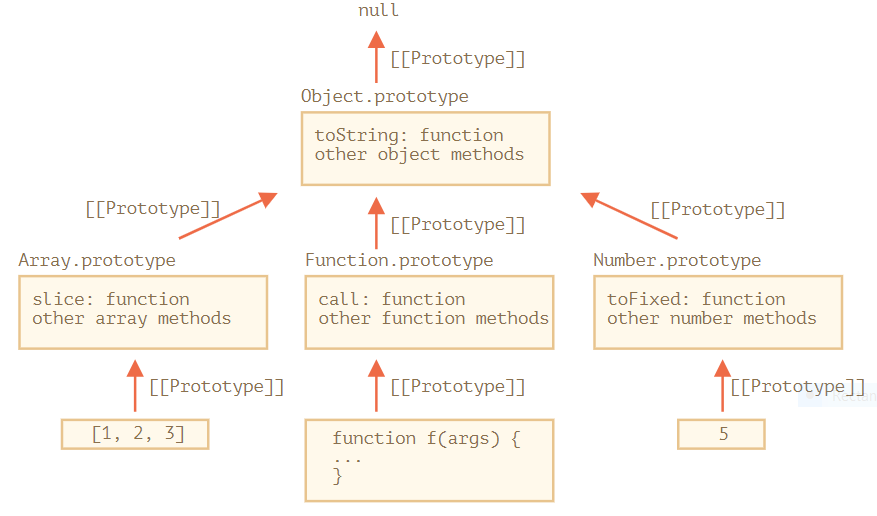 null
[[Prototype]]
Object.prototype
toString: function
other object methods
[[Prototype]]
[[Prototype]]
[[Prototype]]
Array.prototype
Function.prototype
Number.prototype
slice: function
other array methods
call: function
other function methods
toFixed: function
other number methods
[[Prototype]]
[[Prototype]]
[[Prototype]]
[1, 2, 3]
function f(args) {
...
}
5